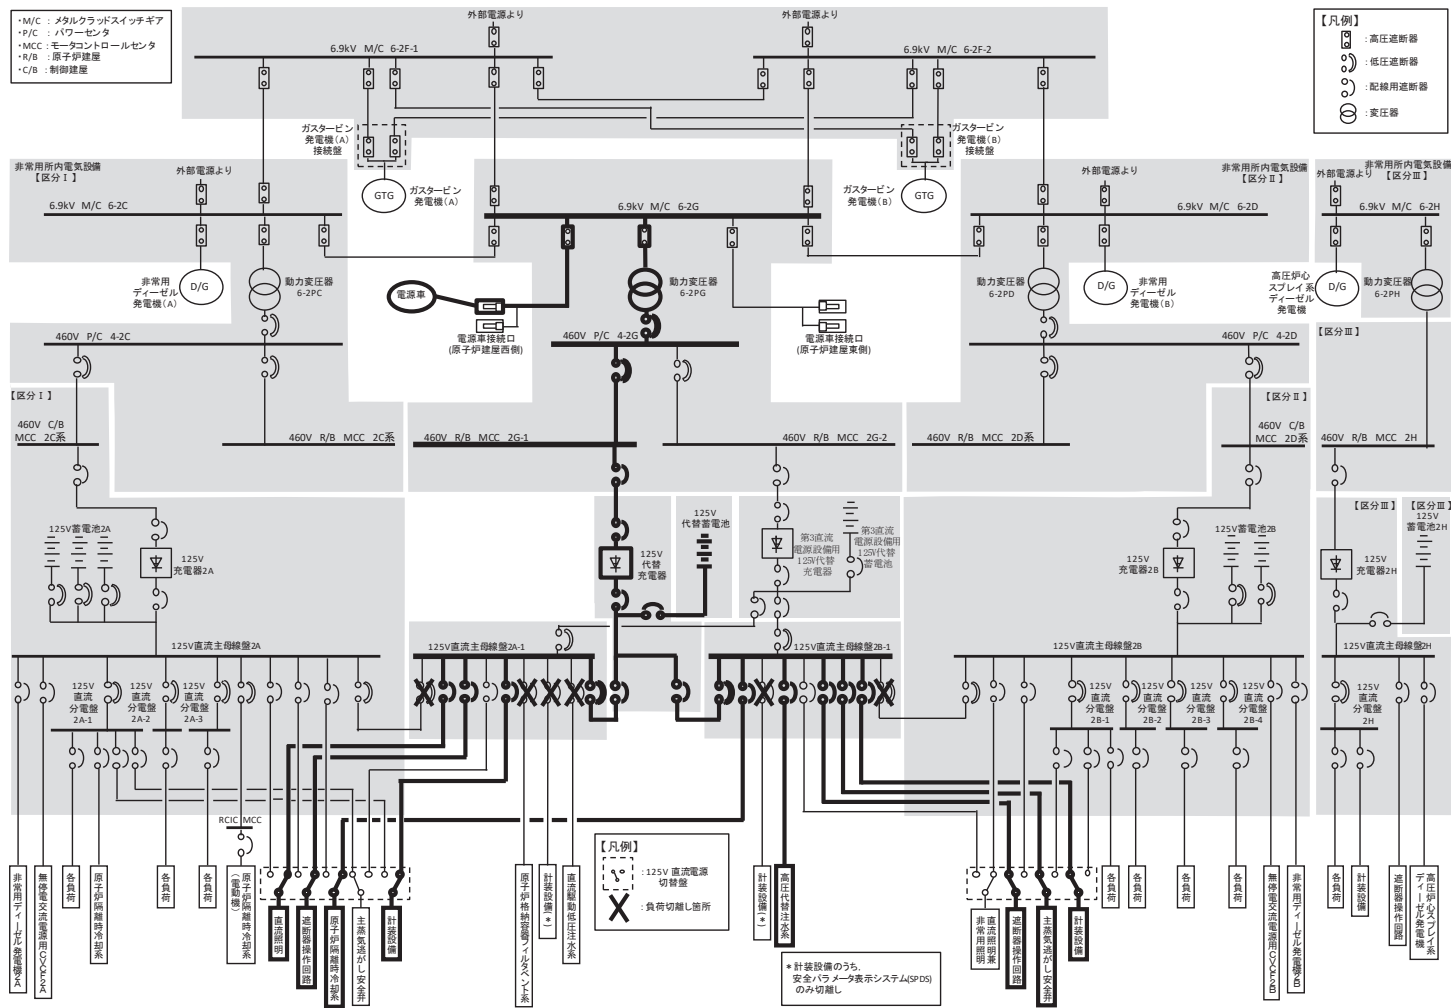 ・M/C ： メタルクラッドスイッチギア
・P/C ： パワーセンタ
・MCC ： モータコントロールセンタ
・R/B ： 原子炉建屋
・C/B ： 制御建屋
外部電源より
外部電源より
6.9kV M/C 6-2F-1
6.9kV M/C 6-2F-2
【凡例】
：高圧遮断器
：低圧遮断器
：配線用遮断器
：変圧器
ガスタービン
発電機(A)
接続盤
ガスタービン
発電機(B)
接続盤
GTG
ガスタービン
発電機(A)
ガスタービン
発電機(B)
GTG
非常用所内電気設備
【区分Ⅰ】
外部電源より
6.9kV M/C 6-2C
6.9kV M/C 6-2G
外部電源より
非常用所内電気設備
【区分Ⅱ】
6.9kV M/C 6-2D
非常用所内電気設備
【区分Ⅲ】
外部電源より
6.9kV M/C 6-2H
非常用
ディーゼル
発電機(A)
D/G
動力変圧器
6-2PC
電源車
電源車接続口
(原子炉建屋西側)
動力変圧器
6-2PG
電源車接続口
(原子炉建屋東側)
動力変圧器
6-2PD
D/G
非常用
ディーゼル
発電機(B)
高圧炉心
スプレイ系
ディーゼル
発電機
D/G
動力変圧器
6-2PH
460V P/C 4-2C
460V P/C 4-2G
460V P/C 4-2D
【区分Ⅲ】
【区分Ⅰ】
【区分Ⅱ】
460V C/B
MCC 2C系
460V R/B MCC 2C系
460V R/B MCC 2G-1
460V R/B MCC 2G-2
460V R/B MCC 2D系
460V C/B
MCC 2D系
460V R/B MCC 2H
125V蓄電池2A
125V
充電器2A
125V
代替
充電器
125V
代替蓄電池
第3直流
電源設備用
125V代替
充電器
第3直流
電源設備用
125V代替
蓄電池
125V
充電器2B
125V蓄電池2B
【区分Ⅲ】
125V
充電器2H
【区分Ⅲ】
125V
蓄電池2H
125V直流主母線盤2A
125V直流主母線盤2A-1
125V直流主母線盤2B-1
125V直流主母線盤2B
125V直流主母線盤2H
125V
直流
分電盤
2A-1
125V
直流
分電盤
2A-2
125V
直流
分電盤
2A-3
125V
直流
分電盤
2B-1
125V
直流
分電盤
2B-2
125V
直流
分電盤
2B-3
125V
直流
分電盤
2B-4
125V
直流
分電盤
2H
RCIC MCC
非常用ディーゼル発電機2A
無停電交流電源用CVCF2A
各負荷
原子炉隔離時冷却系
各負荷
各負荷
原子炉隔離時冷却系
(電動機)
直流照明
遮断器操作回路
原子炉隔離時冷却系
主蒸気逃がし安全弁
計装設備
原子炉格納容器フィルタベント系
計装設備(*)
直流駆動低圧注水系
【凡例】
：125V 直流電源
切替盤
：負荷切離し箇所
計装設備(*)
高圧代替注水系
＊計装設備のうち、
安全パラメータ表示システム(SPDS)
のみ切離し
直流照明兼
非常用照明
遮断器操作回路
主蒸気逃がし安全弁
計装設備
各負荷
各負荷
各負荷
各負荷
無停電交流電源用CVCF2B
非常用ディーゼル発電機2B
各負荷
計装設備
遮断器操作回路
高圧炉心スプレイ系
ディーゼル発電機